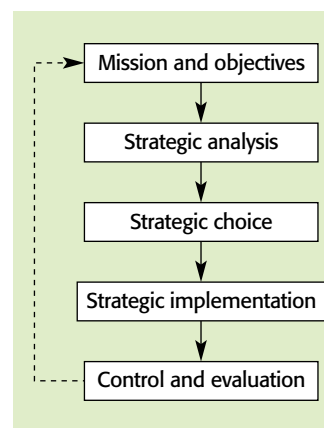 Mission and objectives
Strategic analysis
Strategic choice
Strategic implementation
Control and evaluation